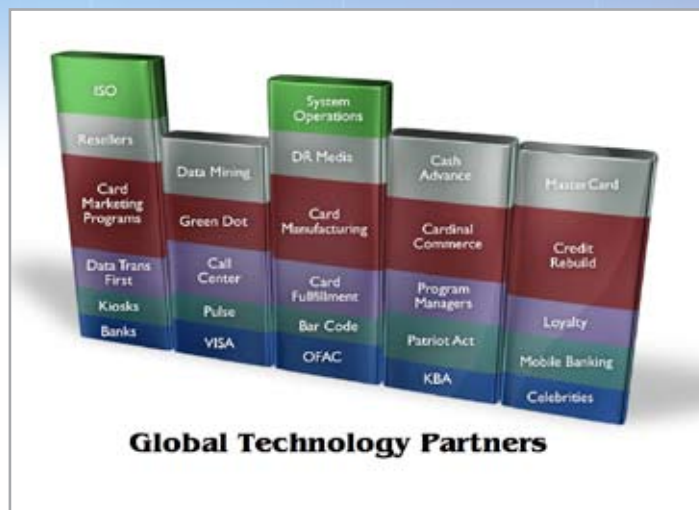 ISO
Resellers
Card
Marketing
Programs
Data Trans
First
Kiosks
Banks
Data Mining
Green Dot
Call
Center
Pulse
VISA
System
Operations
DR Media
Card
Manufacturing
Card
Fullfillment
Bar Code
OFAC
Cash
Advance
Cardinal
Commerce
Program
Managers
Patriot Act
KBA
MasterCard
Credit
Rebuild
Loyalty
Mobile Banking
Celebrities
Global Technology Partners